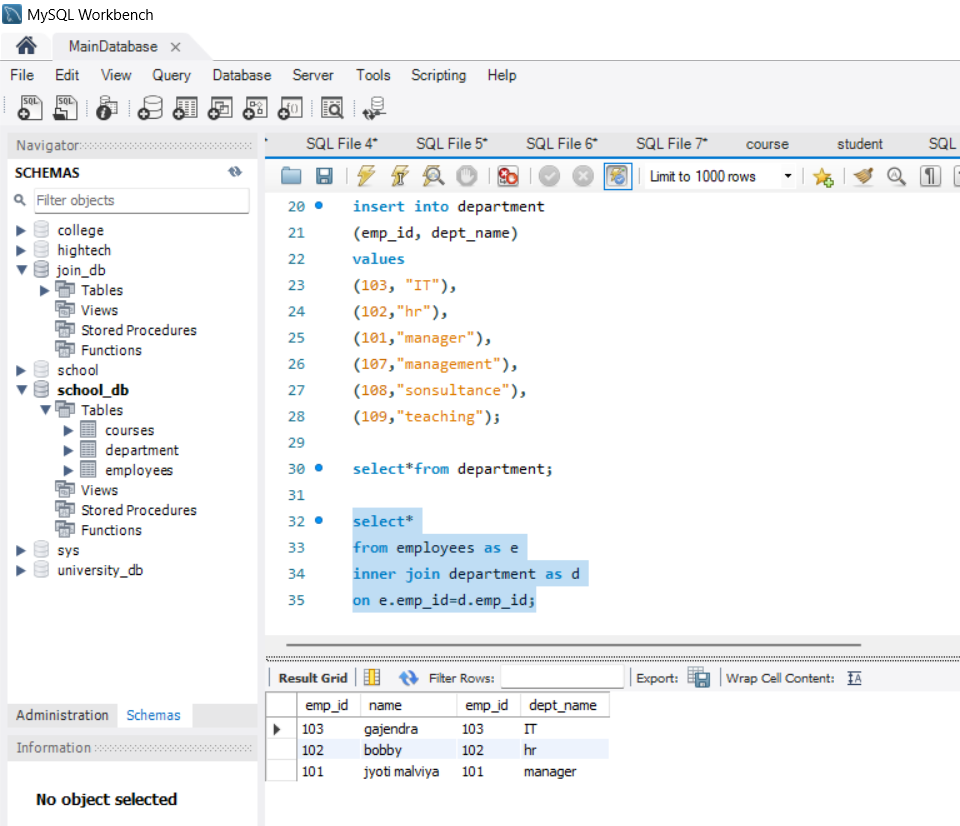 MySQL Workbench
MainDatabase
File Edit View Query Database Server Tools Scripting Help
Navigator
SCHEMAS
Filter objects
college
hightech
join_db
Tables
Views
Stored Procedures
Functions
school
school_db
Tables
courses
department
employees
Views
Stored Procedures
Functions
sys
university_db
Administration Schemas
Information
No object selected
SQL File 4* SQL File 5* SQL File 6* SQL File 7* course student SQL
Limit to 1000 rows
20 insert into department
21 (emp_id, dept_name)
22 values
23 (103, "IT"),
24 (102,"hr"),
25 (101,"manager"),
26 (107,"management"),
27 (108,"sonsultance"),
28 (109,"teaching");
29
30 select*from department;
31
32 select*
33 from employees as e
34 inner join department as d
35 on e.emp_id=d.emp_id;
Result Grid Filter Rows: Export: Wrap Cell Content:
emp_id name emp_id dept_name
103 gajendra 103 IT
102 bobby 102 hr
101 jyoti malviya 101 manager